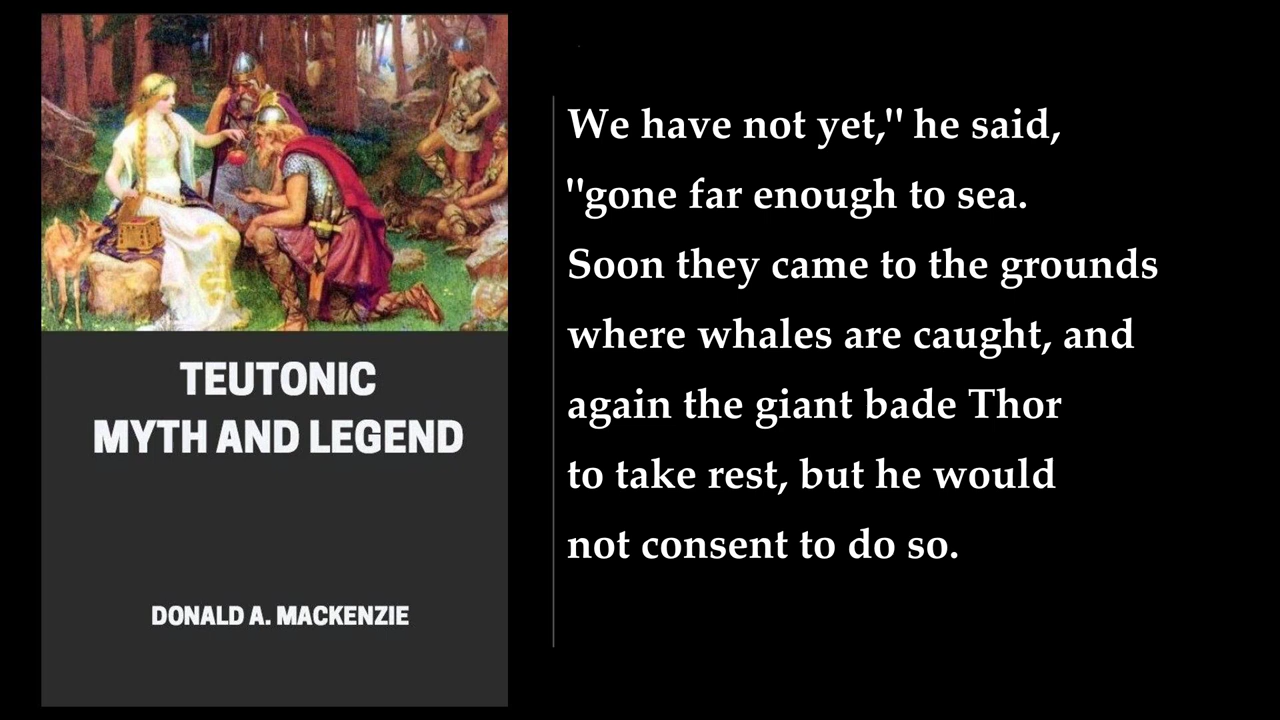 TEUTONIC
MYTH AND LEGEND
DONALD A. MACKENZIE
We have not yet," he said,
"gone far enough to sea.
Soon they came to the grounds
where whales are caught, and
again the giant bade Thor
to take rest, but he would
not consent to do so.